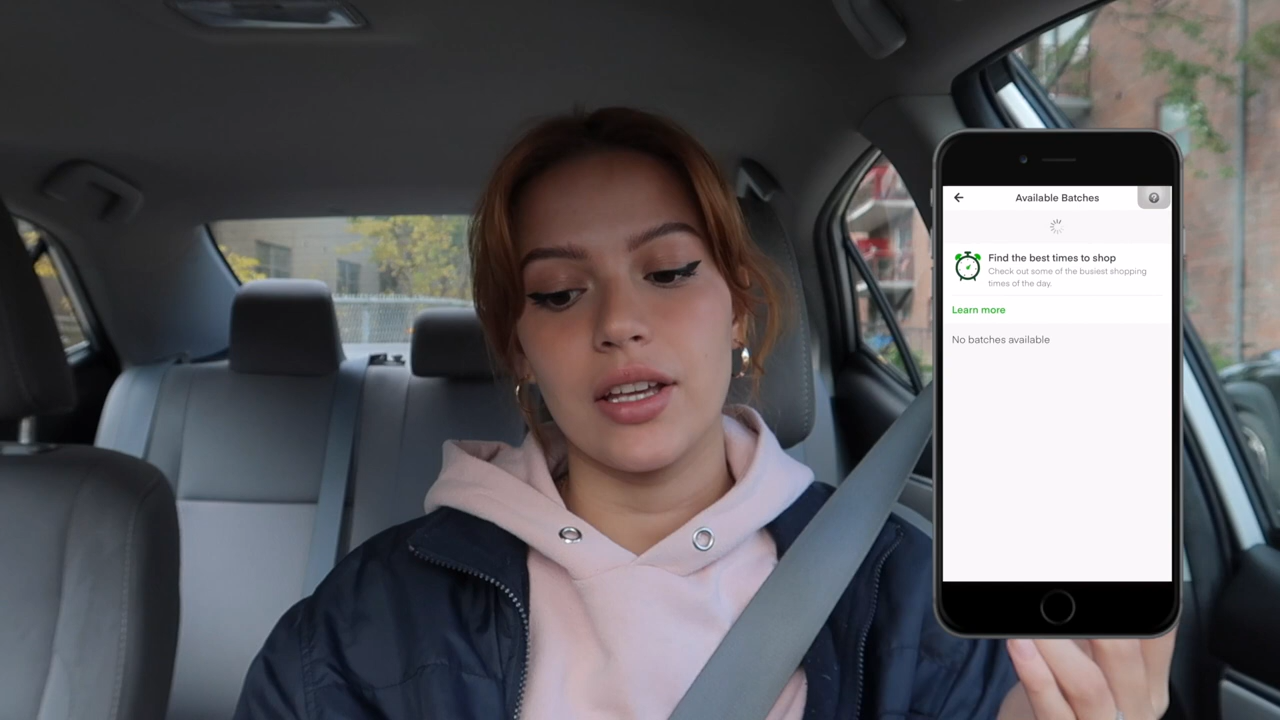 Available Batches
Find the best times to shop
Check out some of the busiest shopping
times of the day.
Learn more
No batches available